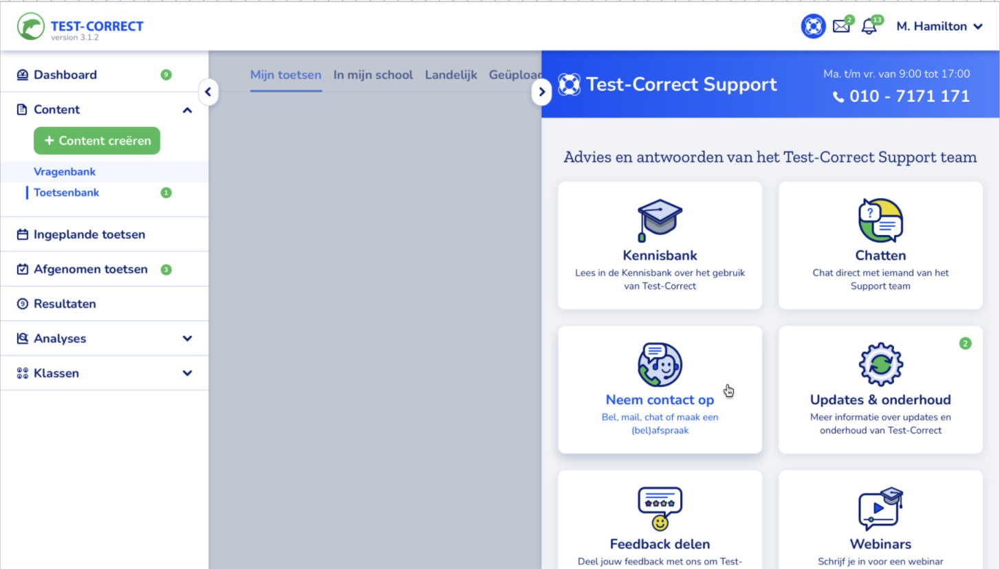 TEST-CORRECT
version 3.1.2
2
13
M. Hamilton
Dashboard
9
Content
+ Content creëren
Vragenbank
Toetsenbank
1
Ingeplande toetsen
Afgenomen toetsen
3
9
Resultaten
Analyses
Klassen
Mijn toetsen
In mijn school
Landelijk
Geüpload
Test-Correct Support
Ma. t/m vr. van 9:00 tot 17:00
010 - 7171 171
Advies en antwoorden van het Test-Correct Support team
Kennisbank
Lees in de Kennisbank over het gebruik
van Test-Correct
?
Chatten
Chat direct met iemand van het
Support team
Neem contact op
Bel, mail, chat of maak een
(bel)afspraak
2
Updates & onderhoud
Meer informatie over updates en
onderhoud van Test-Correct
Feedback delen
Deel jouw feedback met ons om Test-
Webinars
Schrijf je in voor een webinar